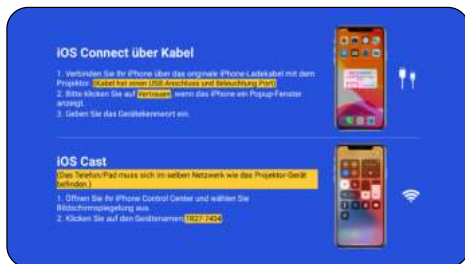 iOS Connect über Kabel
1. Verbinden Sie Ihr iPhone über das originale iPhone-Ladekabel mit dem
Projektor. (Kabel hat einen USB Anschluss und Beleuchtung Port)
2. Bitte klicken Sie auf Vertrauen, wenn das iPhone ein Popup-Fenster
anzeigt.
3. Geben Sie das Gerätekennwort ein.
iOS Cast
(Das Telefon/Pad muss sich im selben Netzwerk wie das Projektor-Gerät
befinden.)
1. Öffnen Sie Ihr iPhone Control Center und wählen Sie
Bildschirmspiegelung aus.
2. Klicken Sie auf den Gerätenamen: TR27-7404